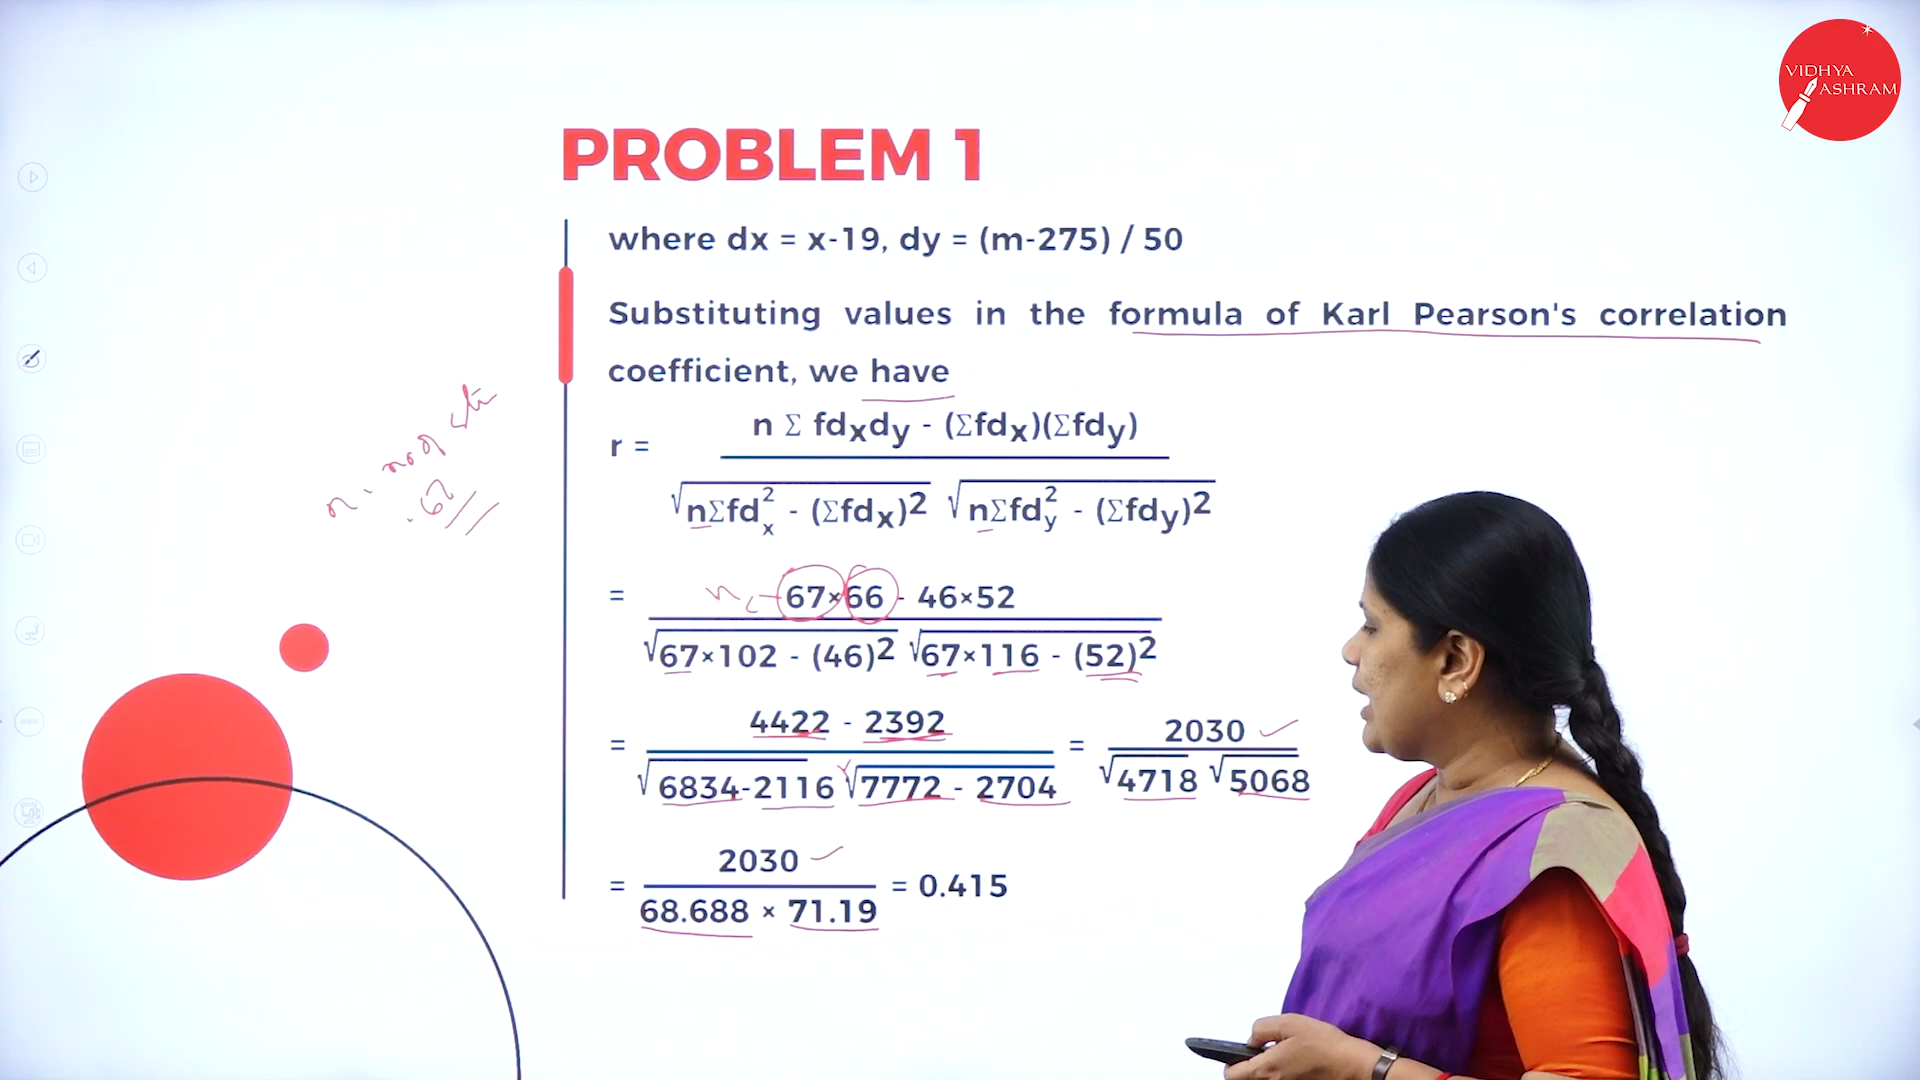 VIDHYA
ASHRAM
PROBLEM 1
where dx = x-19, dy = (m-275) / 50
Substituting values in the formula of Karl Pearson's correlation
coefficient, we have
r = n Σ fdxdy - (Σfdx)(Σfdy)
√nΣfd²x - (Σfdx)² √nΣfd²y - (Σfdy)²
n = no of
= 67×66 - 46×52
√67×102 - (46)² √67×116 - (52)²
= 4422 - 2392 = 2030
√6834-2116 √7772 - 2704 √4718 √5068
= 2030 = 0.415
68.688 × 71.19